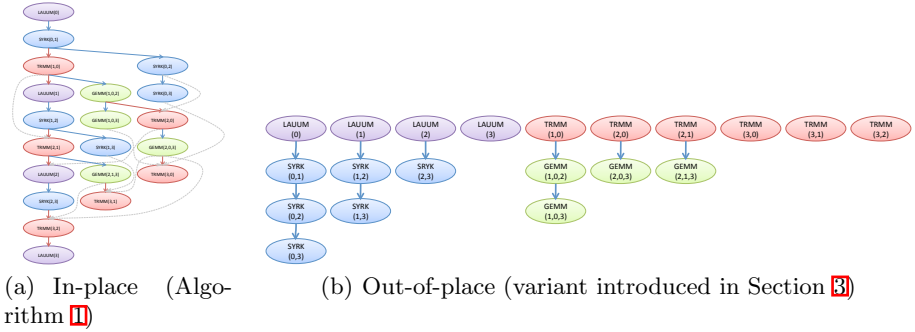 LAUUM(0)
SYRK(0,1)
TRMM(1,0)
SYRK(0,2)
LAUUM(1)
GEMM(1,0,2)
SYRK(0,3)
SYRK(1,2)
GEMM(1,0,3)
TRMM(2,0)
TRMM(2,1)
SYRK(1,3)
GEMM(2,0,3)
LAUUM(2)
GEMM(2,1,3)
TRMM(3,0)
SYRK(2,3)
TRMM(3,1)
TRMM(3,2)
LAUUM(3)
LAUUM LAUUM LAUUM LAUUM TRMM TRMM TRMM TRMM TRMM TRMM
(0) (1) (2) (3) (1,0) (2,0) (2,1) (3,0) (3,1) (3,2)
SYRK SYRK SRYK GEMM GEMM GEMM
(0,1) (1,2) (2,3) (1,0,2) (2,0,3) (2,1,3)
SYRK SYRK GEMM
(0,2) (1,3) (1,0,3)
SYRK
(0,3)
(a) In-place (Algo-
rithm 1)
(b) Out-of-place (variant introduced in Section 3)